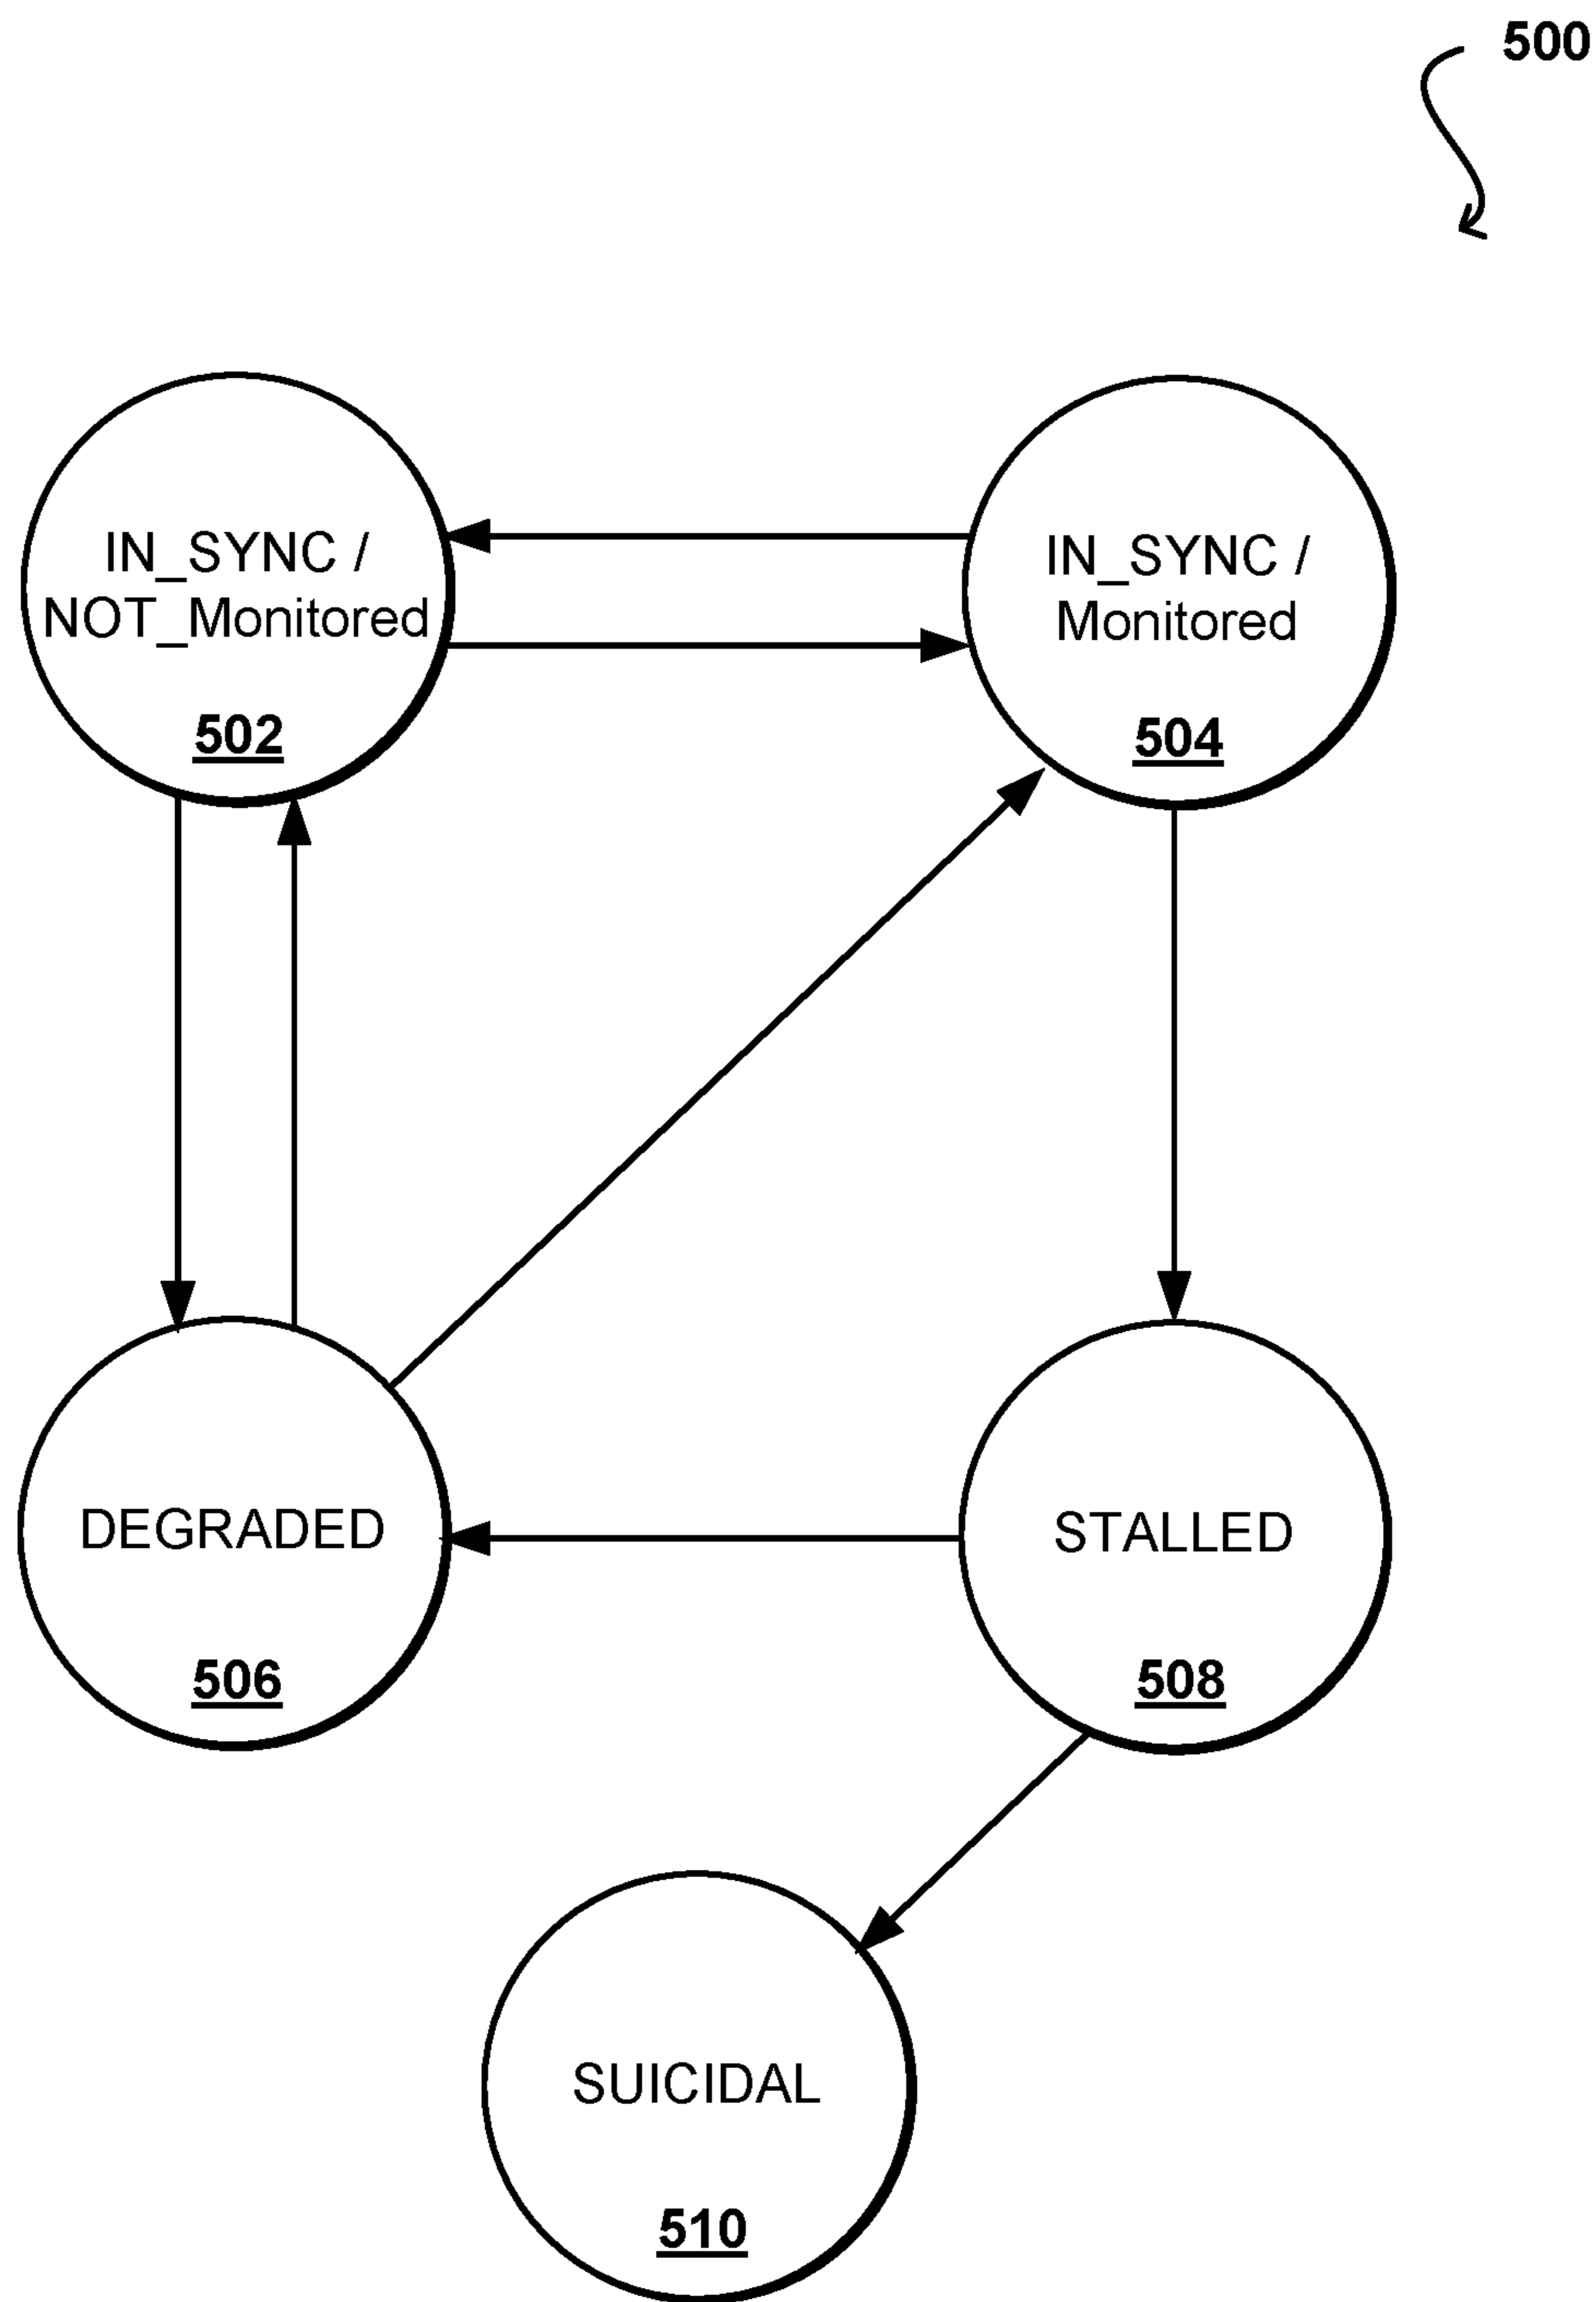 500
IN_SYNC /
NOT_Monitored
502
IN_SYNC /
Monitored
504
DEGRADED
506
STALLED
508
SUICIDAL
510